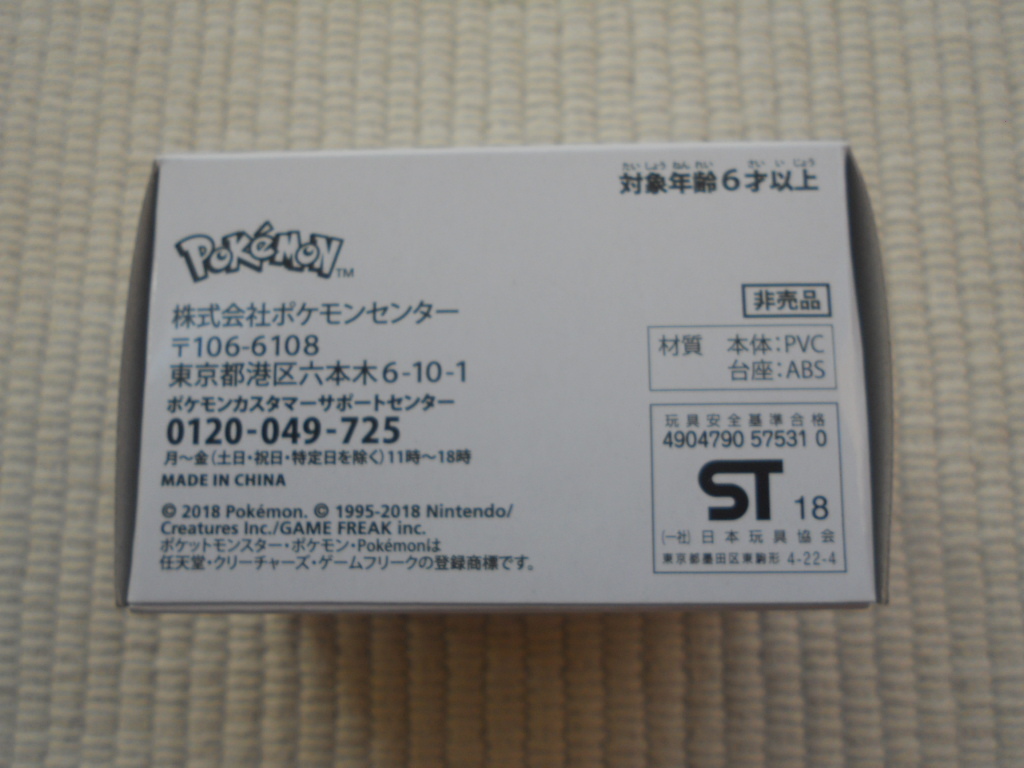 たいしょうねんれい かいいじょう
対象年齢6才以上
POKéMON™
株式会社ポケモンセンター
〒106-6108
東京都港区六本木6-10-1
ポケモンカスタマーサポートセンター
0120-049-725
月～金(土日・祝日・特定日を除く)11時～18時
MADE IN CHINA
© 2018 Pokémon. © 1995-2018 Nintendo/
Creatures Inc./GAME FREAK inc.
ポケットモンスター・ポケモン・Pokémonは
任天堂・クリーチャーズ・ゲームフリークの登録商標です。
非売品
材質 本体:PVC
台座:ABS
玩具安全基準合格
4904790 57531 0
ST 18
(一社)日本玩具協会
東京都墨田区東駒形 4-22-4